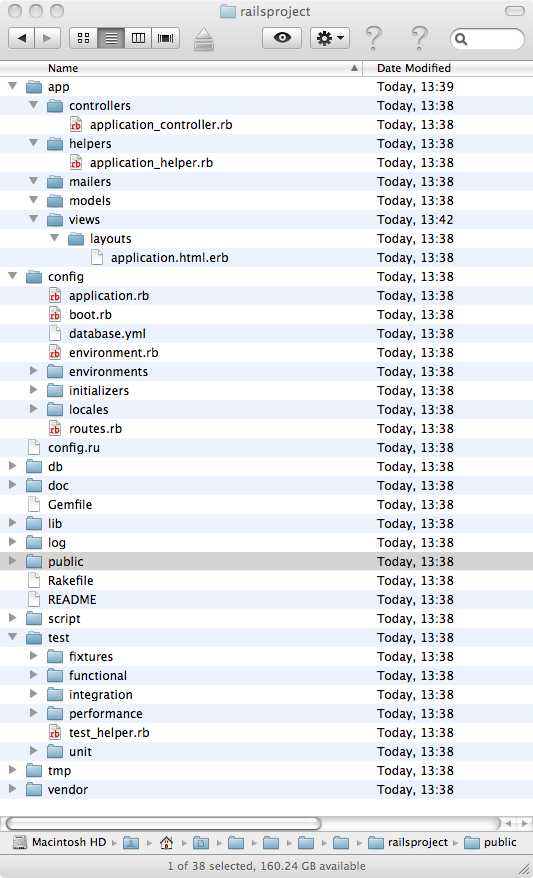 railsproject
Name Date Modified
app Today, 13:39
controllers Today, 13:38
application_controller.rb Today, 13:38
helpers Today, 13:38
application_helper.rb Today, 13:38
mailers Today, 13:38
models Today, 13:38
views Today, 13:42
layouts Today, 13:38
application.html.erb Today, 13:38
config Today, 13:38
application.rb Today, 13:38
boot.rb Today, 13:38
database.yml Today, 13:38
environment.rb Today, 13:38
environments Today, 13:38
initializers Today, 13:38
locales Today, 13:38
routes.rb Today, 13:38
config.ru Today, 13:38
db Today, 13:38
doc Today, 13:38
Gemfile Today, 13:38
lib Today, 13:38
log Today, 13:38
public Today, 13:38
Rakefile Today, 13:38
README Today, 13:38
script Today, 13:38
test Today, 13:38
fixtures Today, 13:38
functional Today, 13:38
integration Today, 13:38
performance Today, 13:38
test_helper.rb Today, 13:38
unit Today, 13:38
tmp Today, 13:38
vendor Today, 13:38
Macintosh HD railsproject public
1 of 38 selected, 160.24 GB available